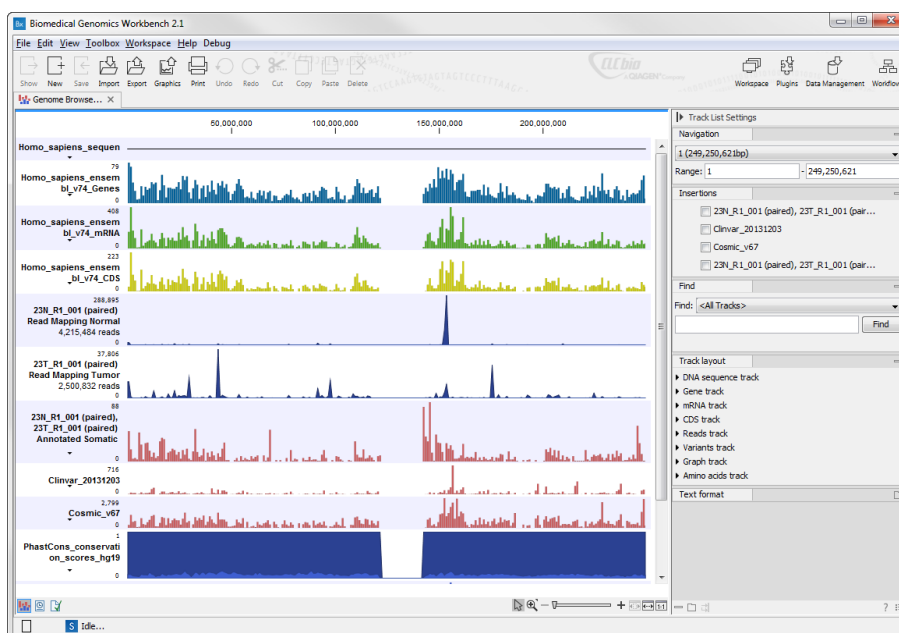 Biomedical Genomics Workbench 2.1
File Edit View Toolbox Workspace Help Debug
Show New Save Import Export Graphics Print Undo Redo Cut Copy Paste Delete
CLC bio
Workspace Plugins Data Management Workflow
Genome Browse...
50,000,000 100,000,000 150,000,000 200,000,000
Homo_sapiens_sequen
79
Homo_sapiens_ensem
bl_v74_Genes
0
408
Homo_sapiens_ensem
bl_v74_mRNA
0
223
Homo_sapiens_ensem
bl_v74_CDS
0
288,895
23N_R1_001 (paired)
Read Mapping Normal
4,215,484 reads
0
37,806
23T_R1_001 (paired)
Read Mapping Tumor
2,500,832 reads
0
88
23N_R1_001 (paired),
23T_R1_001 (paired)
Annotated Somatic
0
716
Clinvar_20131203
0
2,799
Cosmic_v67
0
1
PhastCons_conservat
ion_scores_hg19
0
Track List Settings
Navigation
1 (249,250,621bp)
Range: 1 - 249,250,621
Insertions
23N_R1_001 (paired), 23T_R1_001 (pair...
Clinvar_20131203
Cosmic_v67
23N_R1_001 (paired), 23T_R1_001 (pair...
Find
Find: <All Tracks>
Find
Track layout
DNA sequence track
Gene track
mRNA track
CDS track
Reads track
Variants track
Graph track
Amino acids track
Text format
1:1
?
Idle...